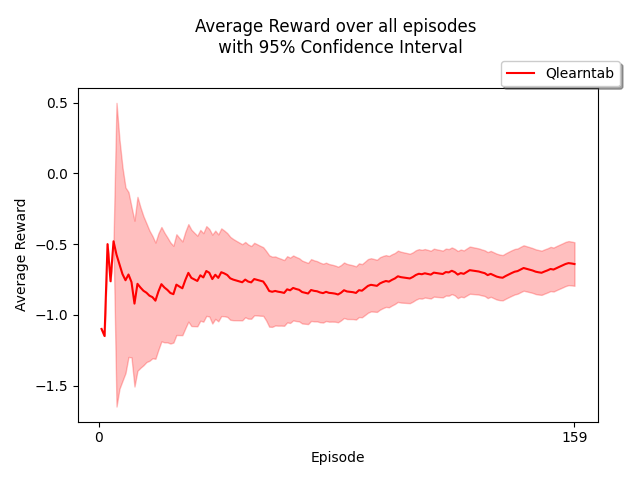 Average Reward over all episodes
with 95% Confidence Interval
Qlearntab
0.5
0.0
−0.5
−1.0
−1.5
Average Reward
0
159
Episode